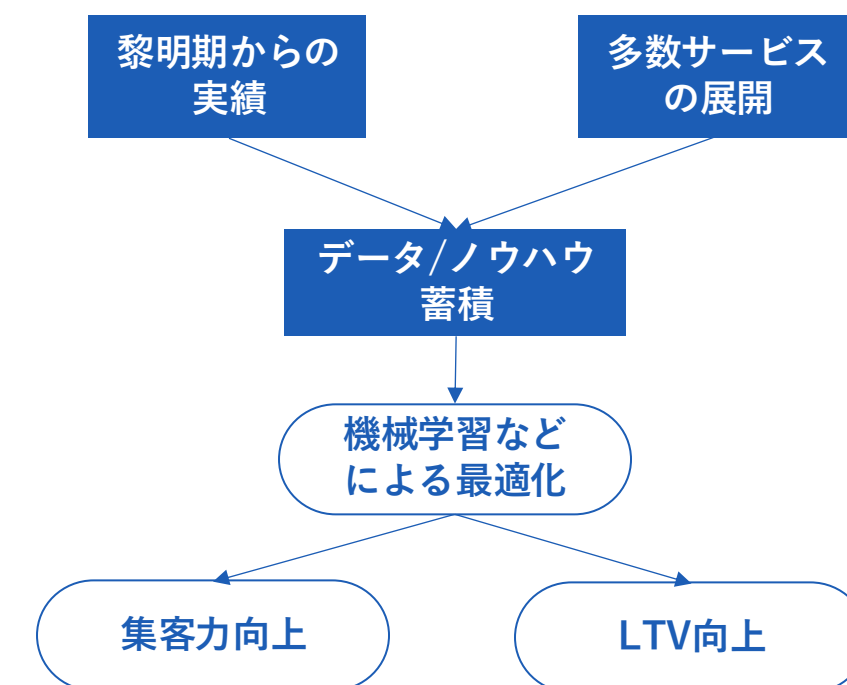 黎明期からの
実績
多数サービス
の展開
データ/ノウハウ
蓄積
機械学習など
による最適化
集客力向上
LTV向上